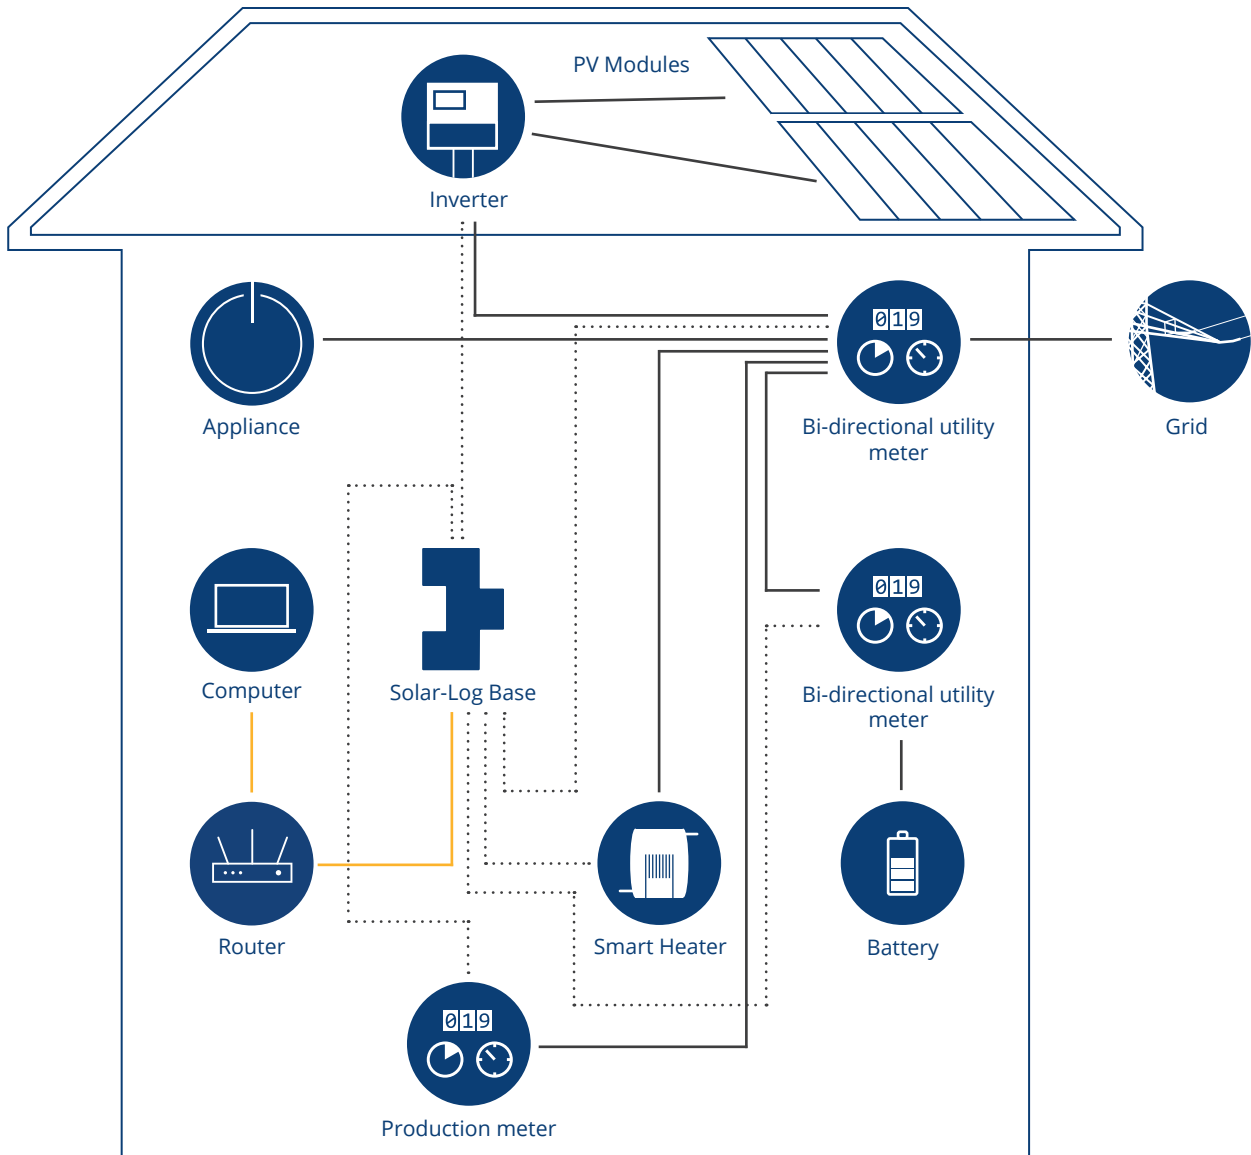 PV Modules
Inverter
019
Appliance
Bi-directional utility
meter
Grid
019
Computer
Solar-Log Base
Bi-directional utility
meter
Router
Smart Heater
Battery
019
Production meter